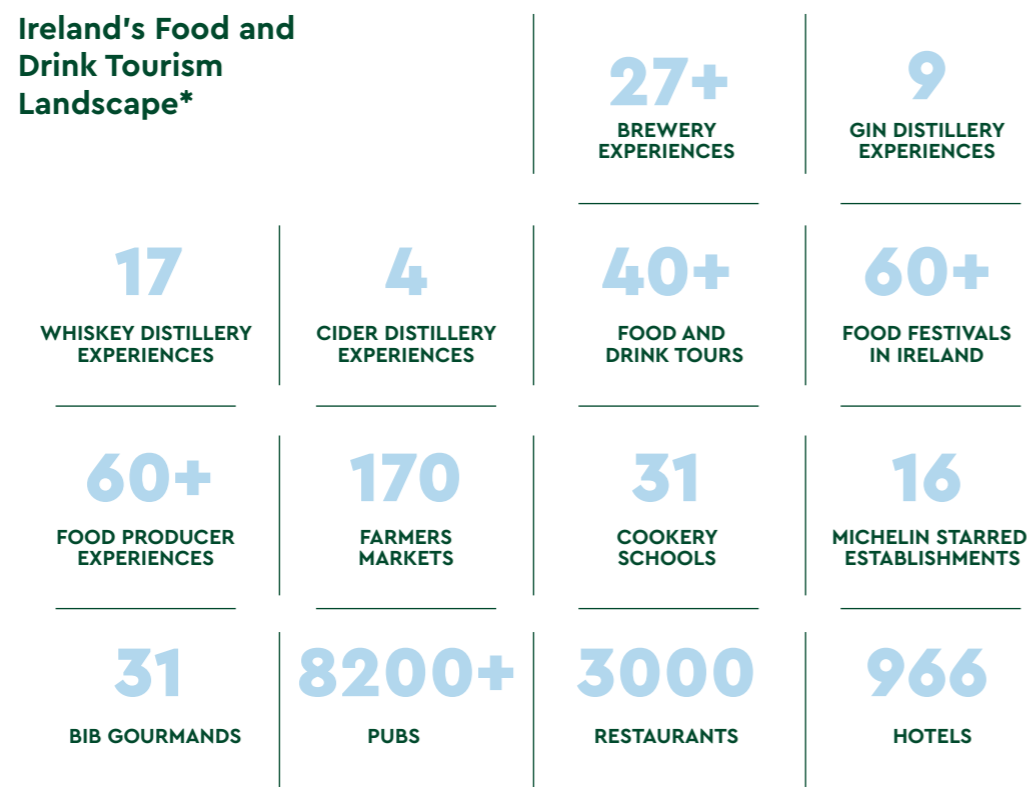 Ireland's Food and
Drink Tourism
Landscape*
27+
BREWERY
EXPERIENCES
9
GIN DISTILLERY
EXPERIENCES
17
WHISKEY DISTILLERY
EXPERIENCES
4
CIDER DISTILLERY
EXPERIENCES
40+
FOOD AND
DRINK TOURS
60+
FOOD FESTIVALS
IN IRELAND
60+
FOOD PRODUCER
EXPERIENCES
170
FARMERS
MARKETS
31
COOKERY
SCHOOLS
16
MICHELIN STARRED
ESTABLISHMENTS
31
BIB GOURMANDS
8200+
PUBS
3000
RESTAURANTS
966
HOTELS